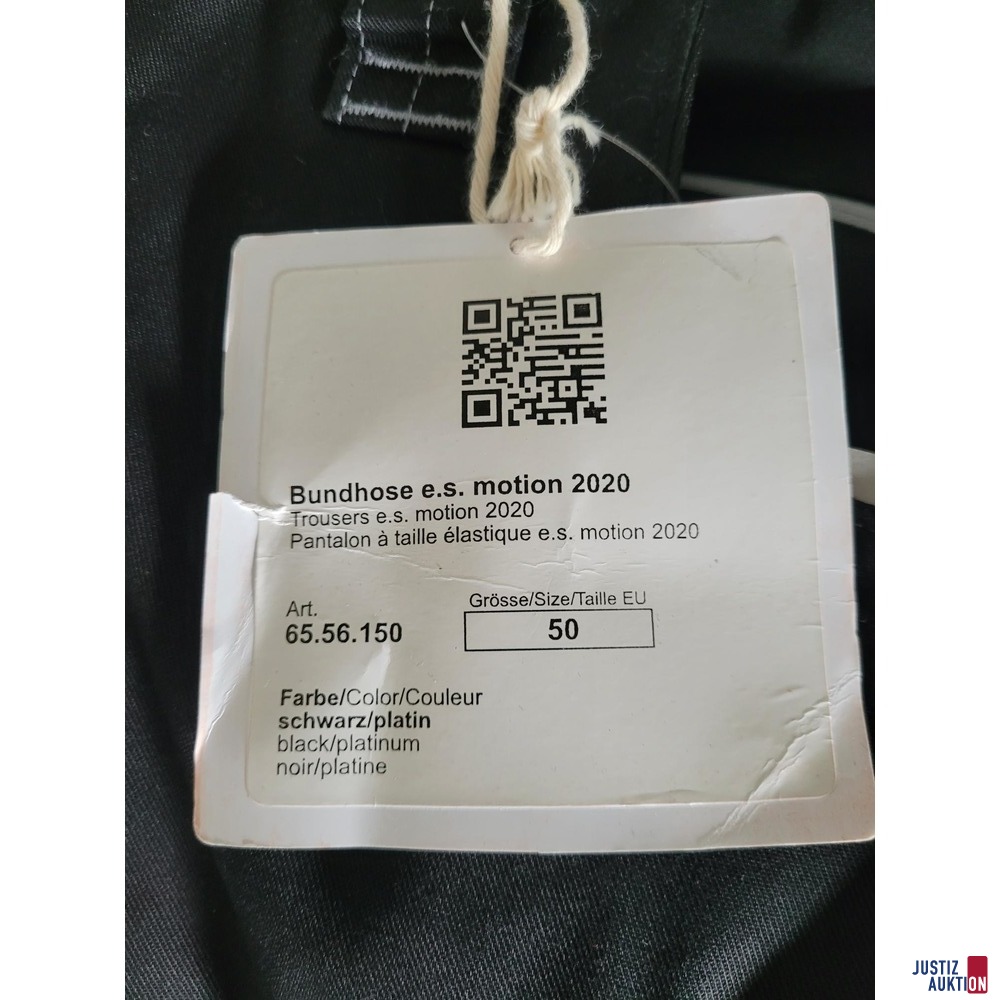 Bundhose e.s. motion 2020
Trousers e.s. motion 2020
Pantalon à taille élastique e.s. motion 2020
Art.
65.56.150
Grösse/Size/Taille EU
50
Farbe/Color/Couleur
schwarz/platin
black/platinum
noir/platine
JUSTIZ
AUKTION